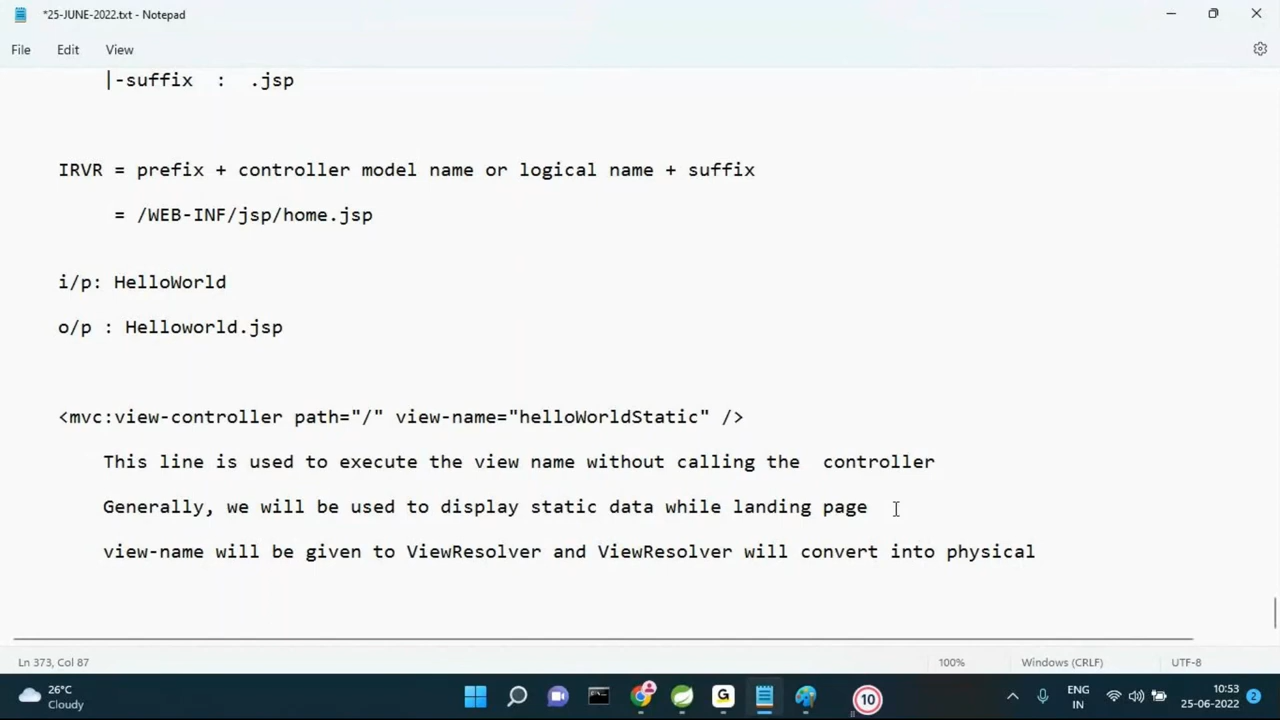 *25-JUNE-2022.txt - Notepad
File Edit View
|-suffix : .jsp
IRVR = prefix + controller model name or logical name + suffix
= /WEB-INF/jsp/home.jsp
i/p: HelloWorld
o/p : Helloworld.jsp
<mvc:view-controller path="/" view-name="helloWorldStatic" />
This line is used to execute the view name without calling the  controller
Generally, we will be used to display static data while landing page
view-name will be given to ViewResolver and ViewResolver will convert into physical
Ln 373, Col 87 100% Windows (CRLF) UTF-8
26°C
Cloudy
G
10
ENG
IN
10:53
25-06-2022
2